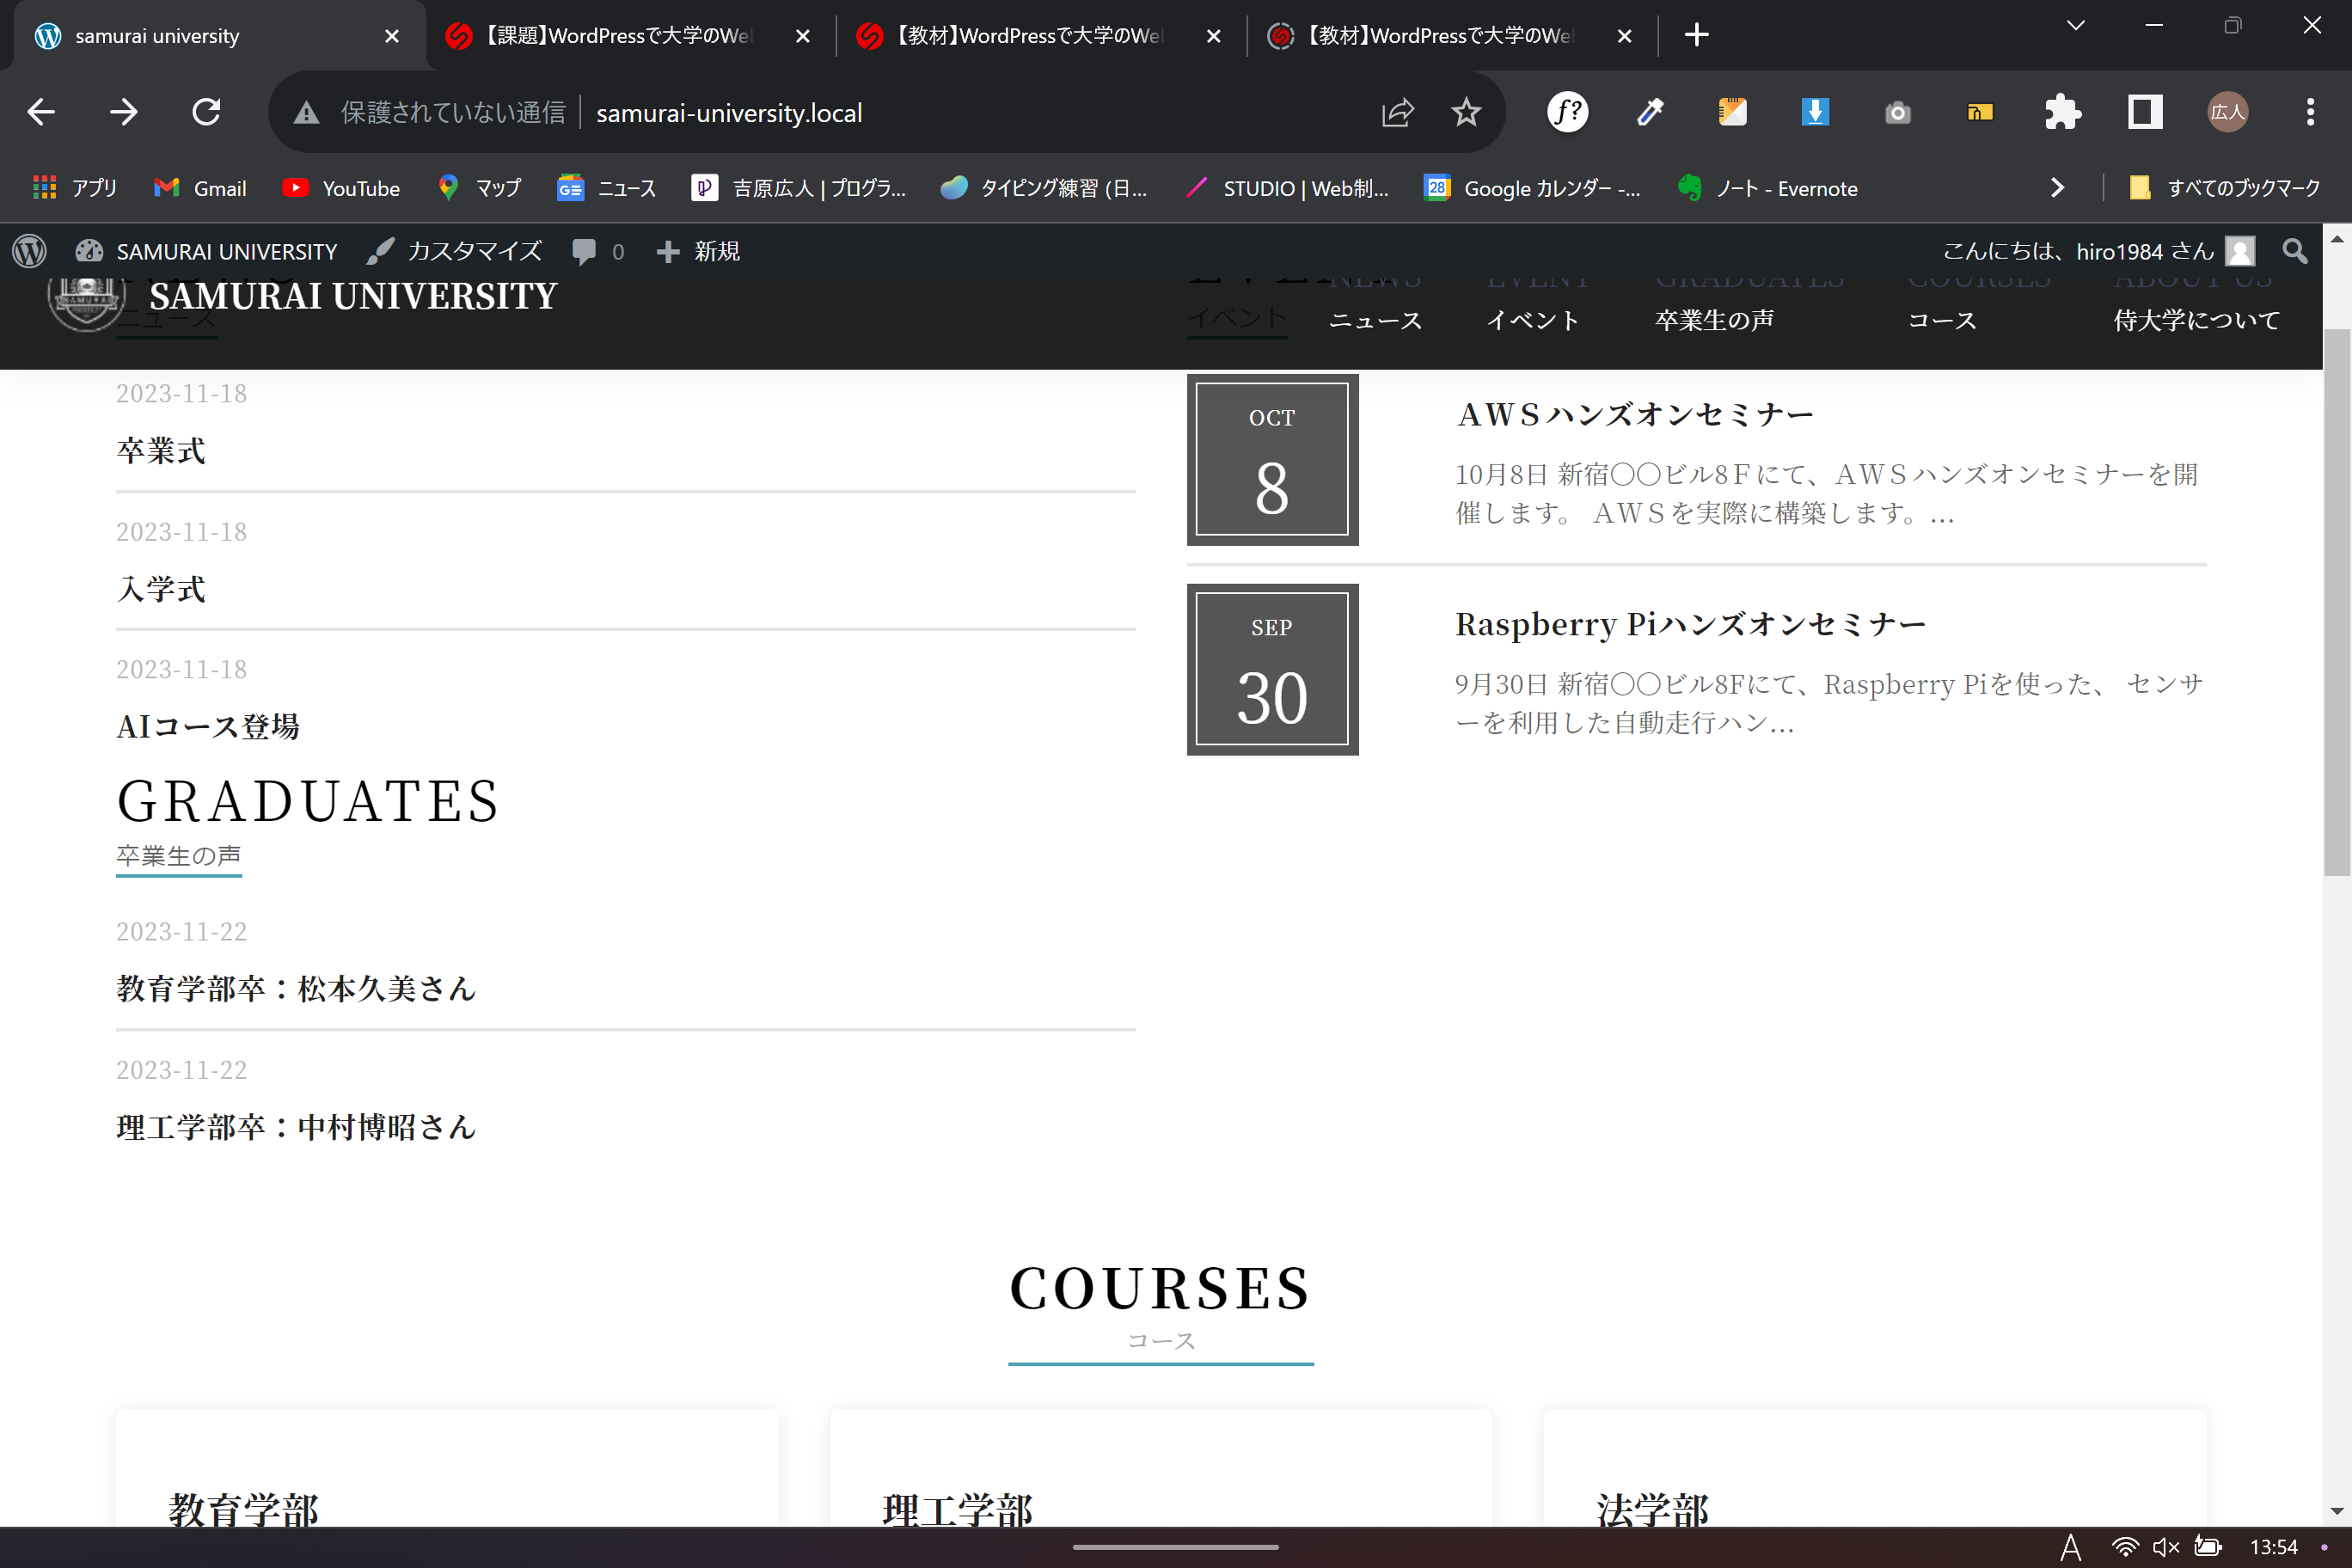 samurai university
【課題】WordPressで大学のWe
【教材】WordPressで大学のWe
【教材】WordPressで大学のWe
保護されていない通信
samurai-university.local
f?
広人
アプリ
Gmail
YouTube
マップ
ニュース
吉原広人 | プログラ...
タイピング練習 (日...
STUDIO | Web制...
28
Google カレンダー -...
ノート - Evernote
すべてのブックマーク
SAMURAI UNIVERSITY
カスタマイズ
0
新規
こんにちは、hiro1984 さん
SAMURAI UNIVERSITY
NEWS
ニュース
EVENT
イベント
GRADUATES
卒業生の声
COURSES
コース
ABOUT US
侍大学について
ニュース
2023-11-18
卒業式
2023-11-18
入学式
2023-11-18
AIコース登場
イベント
OCT
8
ＡＷＳハンズオンセミナー
10月8日 新宿〇〇ビル8Ｆにて、ＡＷＳハンズオンセミナーを開
催します。 ＡＷＳを実際に構築します。...
SEP
30
Raspberry Piハンズオンセミナー
9月30日 新宿〇〇ビル8Fにて、Raspberry Piを使った、 センサ
ーを利用した自動走行ハン...
GRADUATES
卒業生の声
2023-11-22
教育学部卒：松本久美さん
2023-11-22
理工学部卒：中村博昭さん
COURSES
コース
教育学部
理工学部
法学部
A
13:54